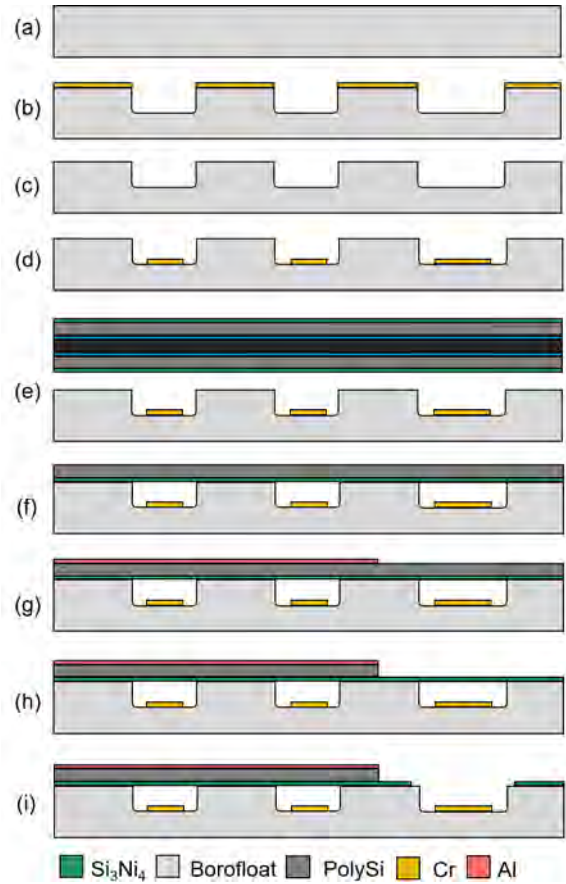 (a)
(b)
(c)
(d)
(e)
(f)
(g)
(h)
(i)
Si₃Ni₄ Borofloat PolySi Cr Al